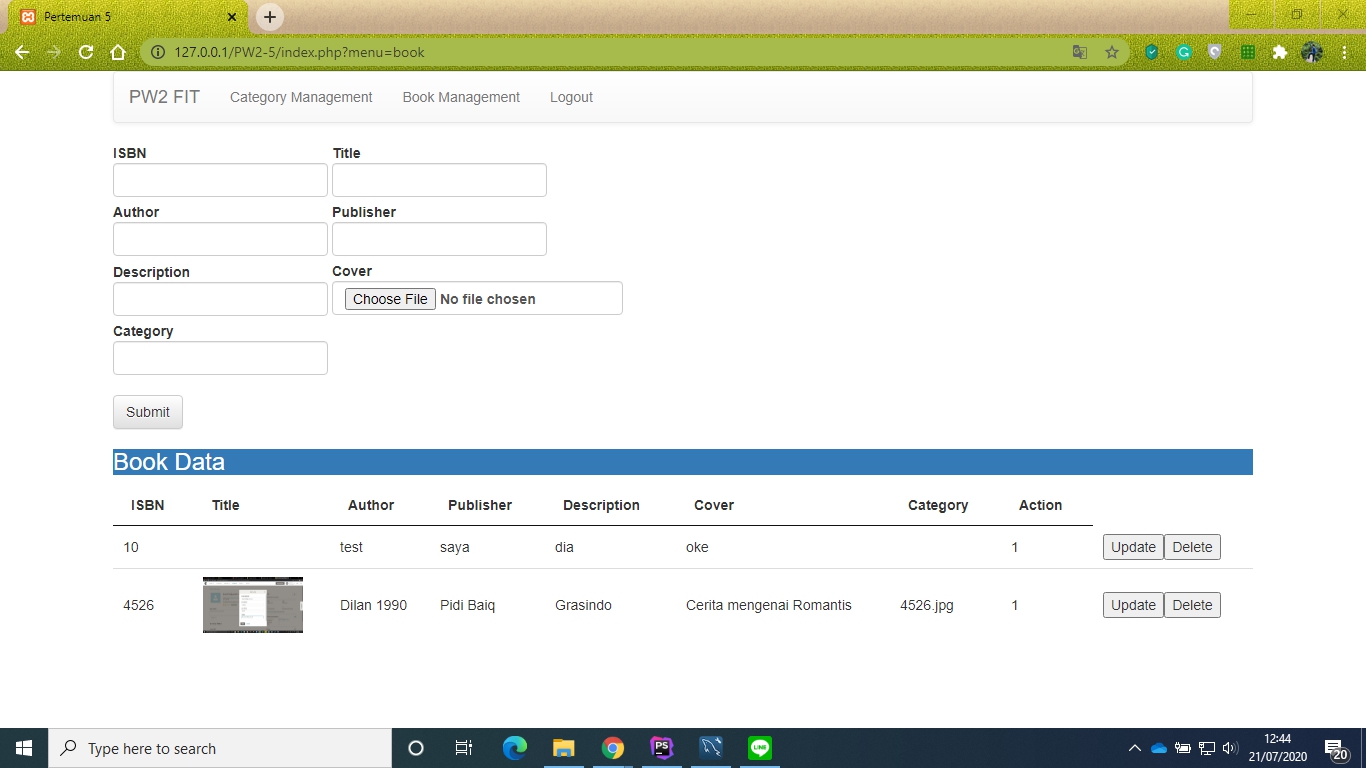 Pertemuan 5
127.0.0.1/PW2-5/index.php?menu=book
PW2 FIT Category Management Book Management Logout
ISBN Title
Author Publisher
Description Cover
Choose File No file chosen
Category
Submit
Book Data
ISBN Title Author Publisher Description Cover Category Action
10 test saya dia oke 1 Update Delete
4526 Dilan 1990 Pidi Baiq Grasindo Cerita mengenai Romantis 4526.jpg 1 Update Delete
Type here to search
PS
LINE
12:44
21/07/2020
20